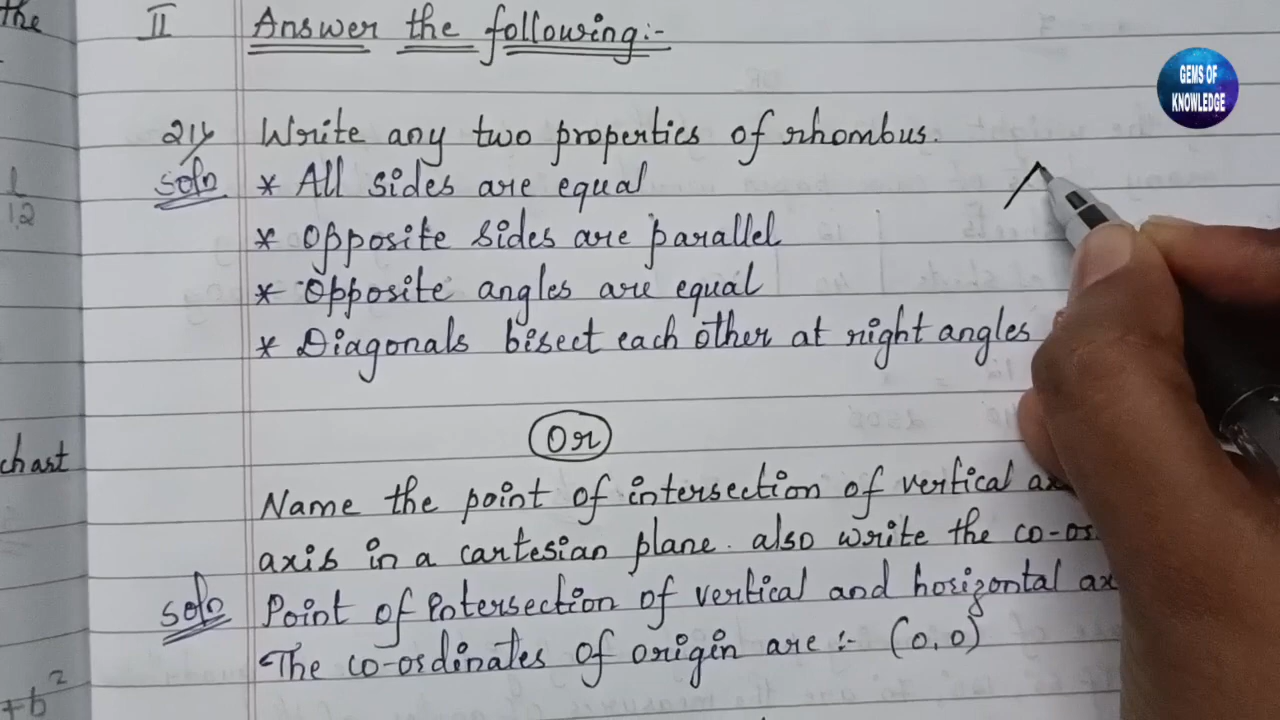 the
II Answer the following:-
GEMS OF
KNOWLEDGE
21) Write any two properties of rhombus.
Soln * All sides are equal
* Opposite sides are parallel
* Opposite angles are equal
* Diagonals bisect each other at right angles
Or
chart
Name the point of intersection of vertical
axis in a cartesian plane. also write the
Soln Point of intersection of vertical and horizontal
The co-ordinates of origin are :- (0,0)
+b²